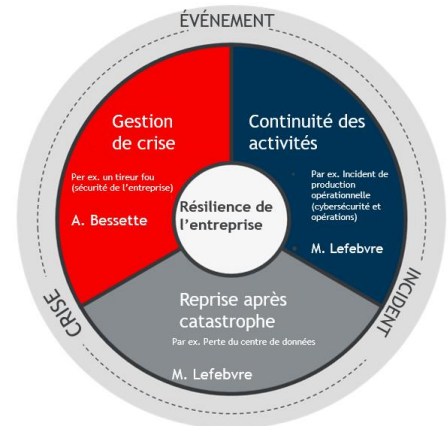 ÉVÉNEMENT
Gestion
de crise
Per ex. un tireur fou
(sécurité de l'entreprise)
A. Bessette
Continuité des
activités
Par ex. Incident de
production
opérationnelle
(cybersécurité et
opérations)
M. Lefebvre
Résilience de
l'entreprise
Reprise après
catastrophe
Par ex. Perte du centre de données
M. Lefebvre
CRISE
INCIDENT